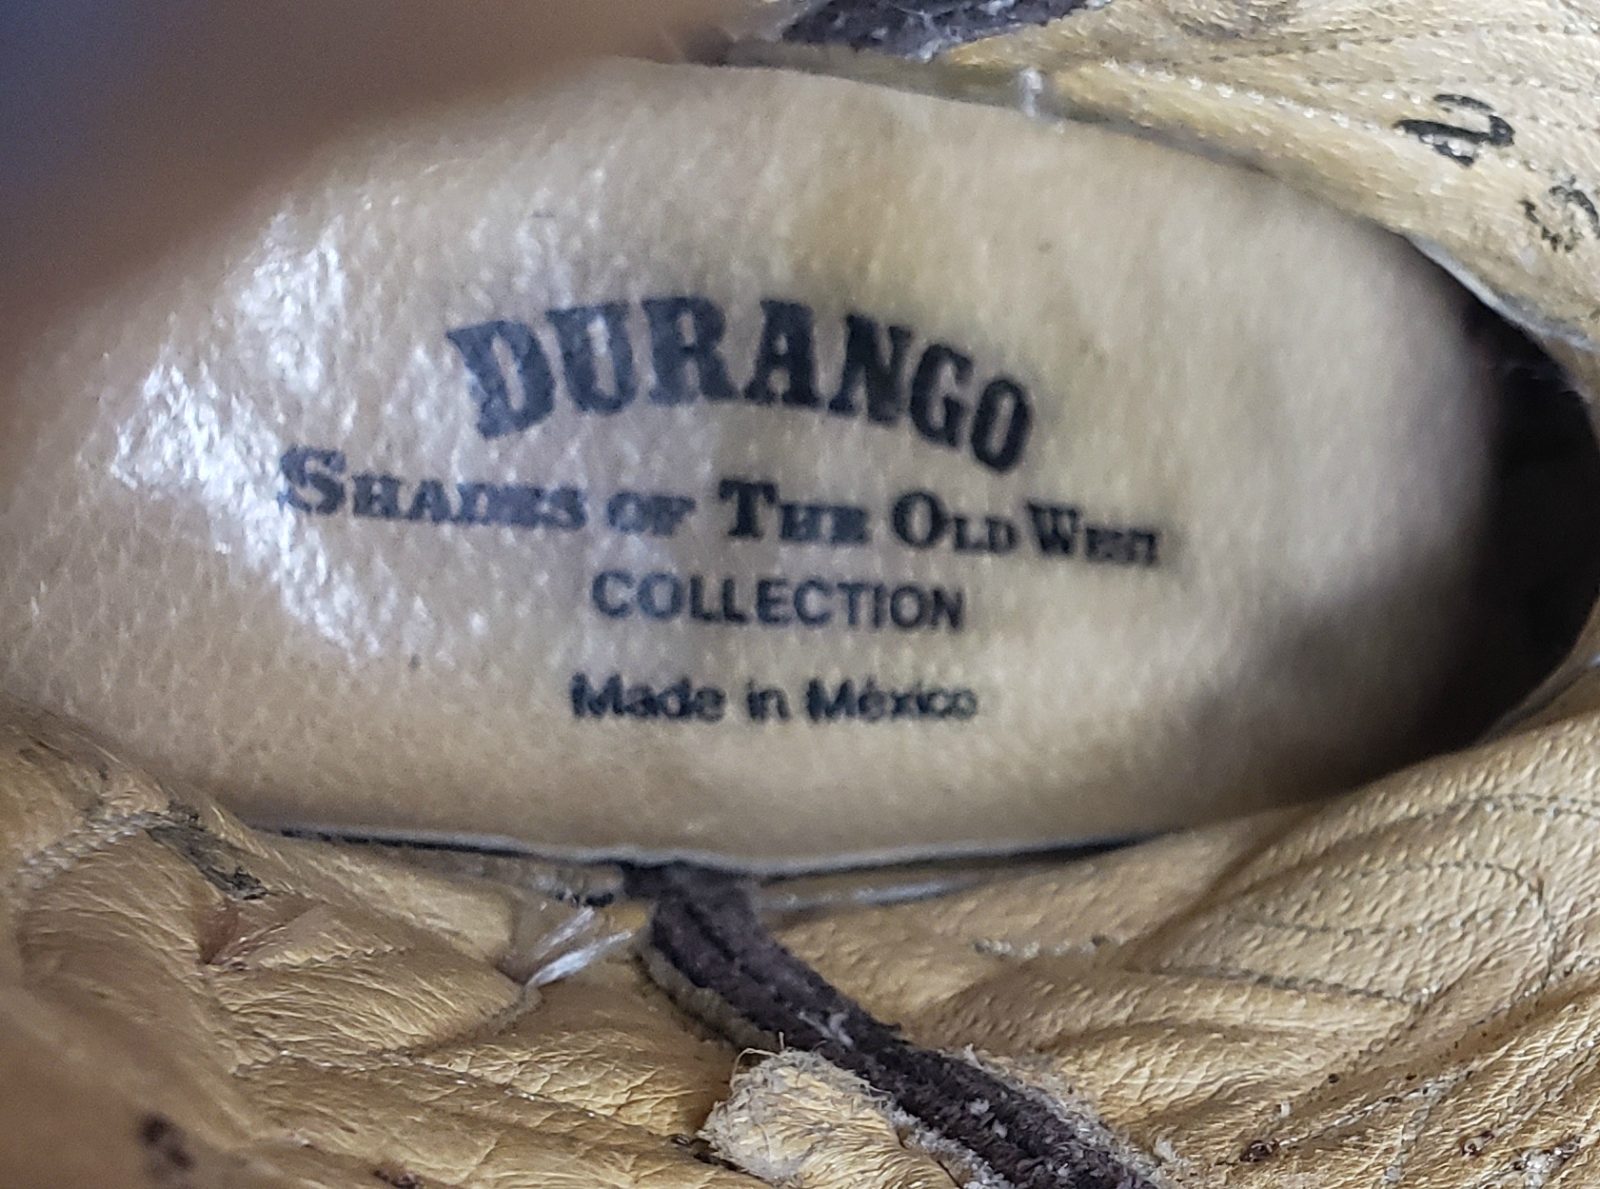 DURANGO
SHADES OF THE OLD WEST
COLLECTION
Made in México